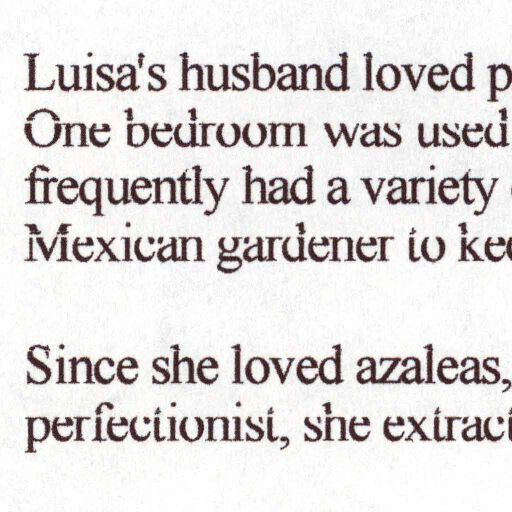 Luisa's husband loved p
One bedroom was used
frequently had a variety
Mexican gardener to kee
Since she loved azaleas,
perfectionist, she extract